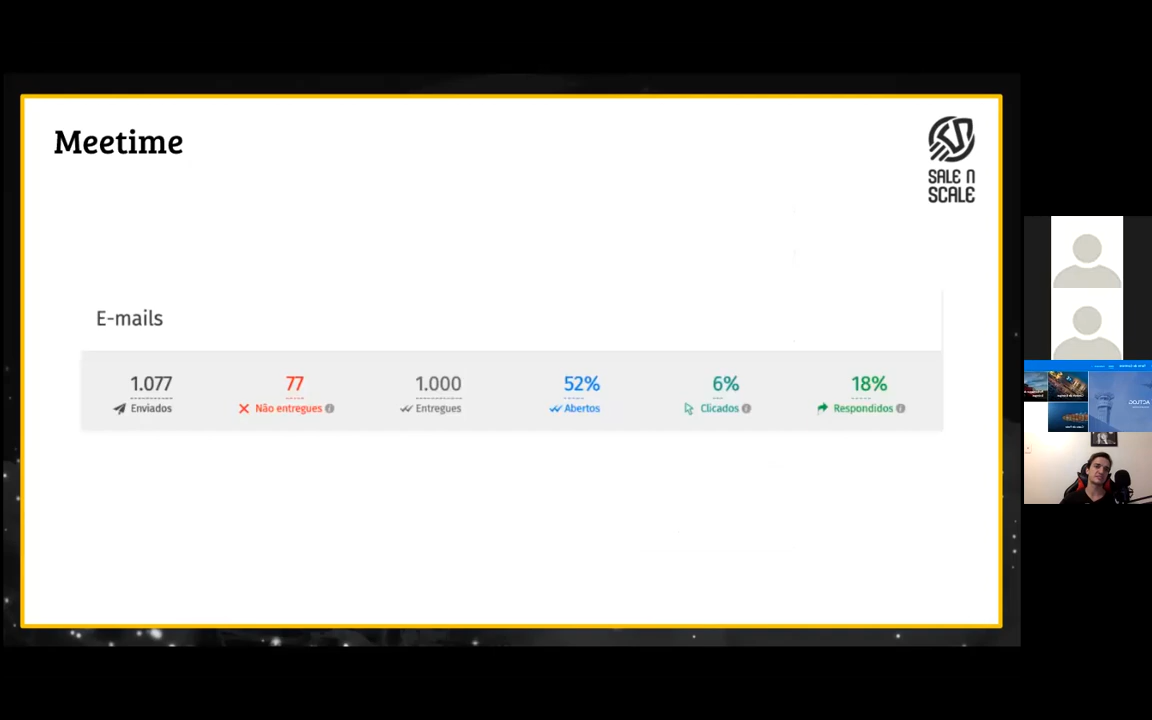 Meetime
SALE N
SCALE
E-mails
1.077
Enviados
77
Não entregues
1.000
Entregues
52%
Abertos
6%
Clicados
18%
Respondidos